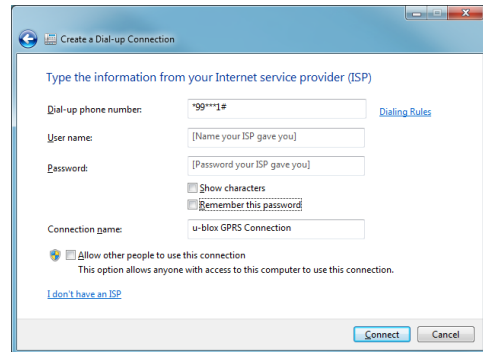 Create a Dial-up Connection
Type the information from your Internet service provider (ISP)
Dial-up phone number: *99***1# Dialing Rules
User name: [Name your ISP gave you]
Password: [Password your ISP gave you]
Show characters
Remember this password
Connection name: u-blox GPRS Connection
Allow other people to use this connection
This option allows anyone with access to this computer to use this connection.
I don't have an ISP
Connect Cancel